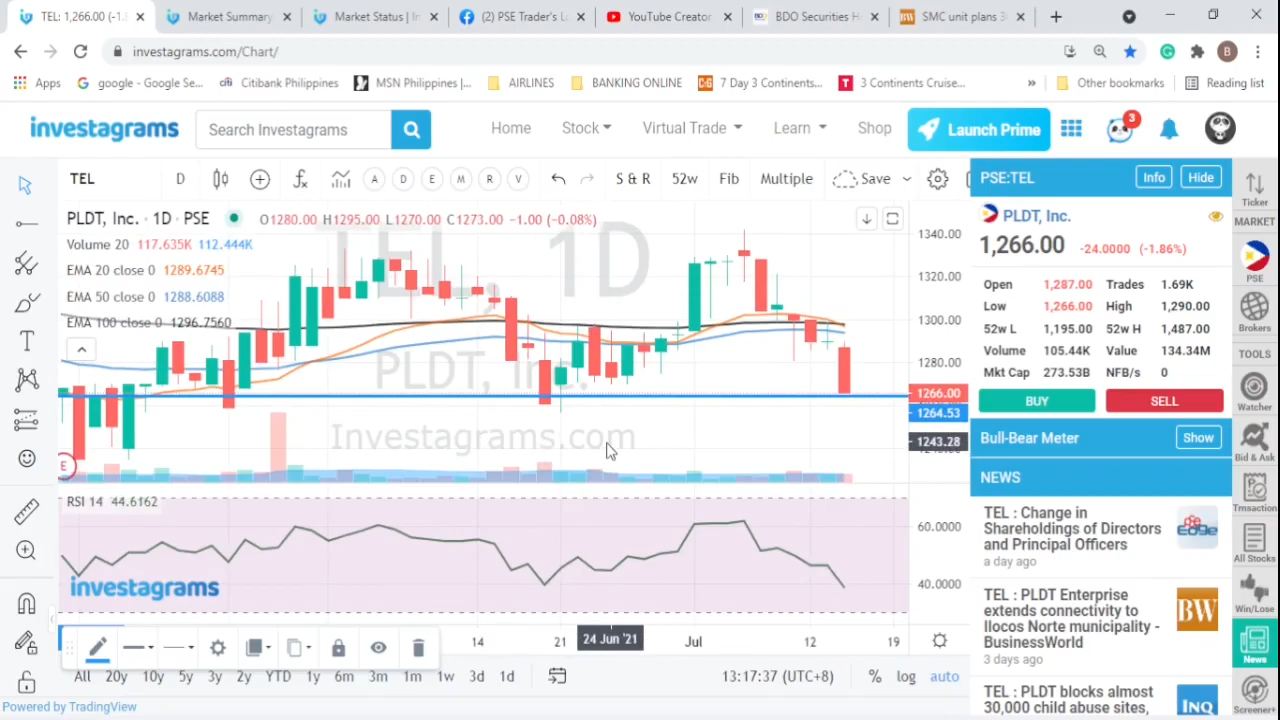 TEL: 1,266.00 (-1.8
Market Summary
Market Status | In
(2) PSE Trader's L
YouTube Creator
BDO Securities H
SMC unit plans 3
investagrams.com/Chart/
B
Apps
google - Google Se...
Citibank Philippines
MSN Philippines |...
AIRLINES
BANKING ONLINE
7 Day 3 Continents...
3 Continents Cruise...
»
Other bookmarks
Reading list
investagrams
Search Investagrams
Home
Stock
Virtual Trade
Learn
Shop
Launch Prime
3
TEL
D
A D E M R V
S & R
52w
Fib
Multiple
Save
PLDT, Inc. · 1D · PSE
O1280.00 H1295.00 L1270.00 C1273.00 -1.00 (-0.08%)
Volume 20 117.635K 112.444K
EMA 20 close 0 1289.6745
EMA 50 close 0 1288.6088
EMA 100 close 0 1296.7560
TEL, 1D
PLDT, Inc.
Investagrams.com
E
1340.00
1320.00
1300.00
1280.00
1266.00
1264.53
1243.28
RSI 14 44.6162
60.0000
40.0000
investagrams
14
21
24 Jun '21
Jul
12
19
All 20y 10y 5y 3y 2y YTD 1y 6m 3m 1m 1w 3d 1d
13:17:37 (UTC+8)
% log auto
Powered by TradingView
PSE:TEL
Info
Hide
PLDT, Inc.
1,266.00 -24.0000 (-1.86%)
Open 1,287.00 Trades 1.69K
Low 1,266.00 High 1,290.00
52w L 1,195.00 52w H 1,487.00
Volume 105.44K Value 134.34M
Mkt Cap 273.53B NFB/s 0
BUY
SELL
Bull-Bear Meter
Show
NEWS
TEL : Change in
Shareholdings of Directors
and Principal Officers
a day ago
EDGE
TEL : PLDT Enterprise
extends connectivity to
Ilocos Norte municipality -
BusinessWorld
3 days ago
BW
TEL : PLDT blocks almost
30,000 child abuse sites,
INQ
Ticker
MARKET
PSE
Brokers
TOOLS
Watcher
Bid & Ask
Trnsaction
All Stocks
Win/Lose
News
Screener+